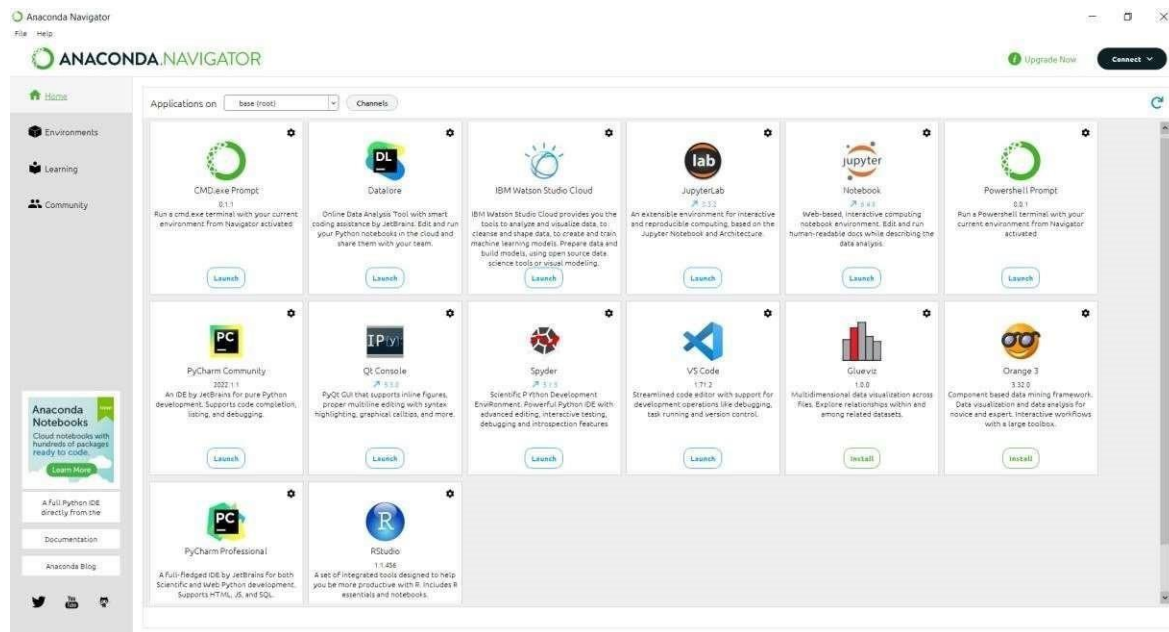 Anaconda Navigator
File Help
ANACONDA.NAVIGATOR
Upgrade Now
Connect
Home
Applications on
base (root)
Channels
Environments
Learning
Community
CMD.exe Prompt
0.1.1
Run a cmd.exe terminal with your current
environment from Navigator activated
Launch
DL
Datalore
Online Data Analysis Tool with smart
coding assistance by JetBrains. Edit and run
your Python notebooks in the cloud and
share them with your team.
Launch
IBM Watson Studio Cloud
IBM Watson Studio Cloud provides you the
tools to analyze and visualize data, to
cleanse and shape data, to create and train
machine learning models. Prepare data and
build models, using open source data
science tools or visual modeling.
Launch
lab
JupyterLab
An extensible environment for interactive
and reproducible computing, based on the
Jupyter Notebook and Architecture.
Launch
jupyter
Notebook
Web-based, interactive computing
notebook environment. Edit and run
human-readable docs while describing the
data analysis.
Launch
Powershell Prompt
0.0.1
Run a Powershell terminal with your
current environment from Navigator
activated
Launch
PC
PyCharm Community
2022.1.1
An IDE by JetBrains for pure Python
development. Supports code completion,
listing, and debugging.
Launch
IP[y]:
Qt Console
PyQt GUI that supports inline figures,
proper multiline editing with syntax
highlighting, graphical calltips, and more.
Launch
Spyder
Scientific PYthon Development
EnviRonment. Powerful Python IDE with
advanced editing, interactive testing,
debugging and introspection features
Launch
VS Code
1.71.2
Streamlined code editor with support for
development operations like debugging,
task running and version control.
Launch
Glueviz
1.0.0
Multidimensional data visualization across
files. Explore relationships within and
among related datasets.
Install
Orange 3
3.32.0
Component based data mining framework.
Data visualization and data analysis for
novice and expert. Interactive workflows
with a large toolbox.
Install
Anaconda
Notebooks
Cloud notebooks with
hundreds of packages
ready to code.
Learn More
A full Python IDE
directly from the
Documentation
Anaconda Blog
PC
PyCharm Professional
A full-fledged IDE by JetBrains for both
Scientific and Web Python development.
Supports HTML, JS, and SQL.
R
RStudio
1.1.456
A set of integrated tools designed to help
you be more productive with R. Includes R
essentials and notebooks.